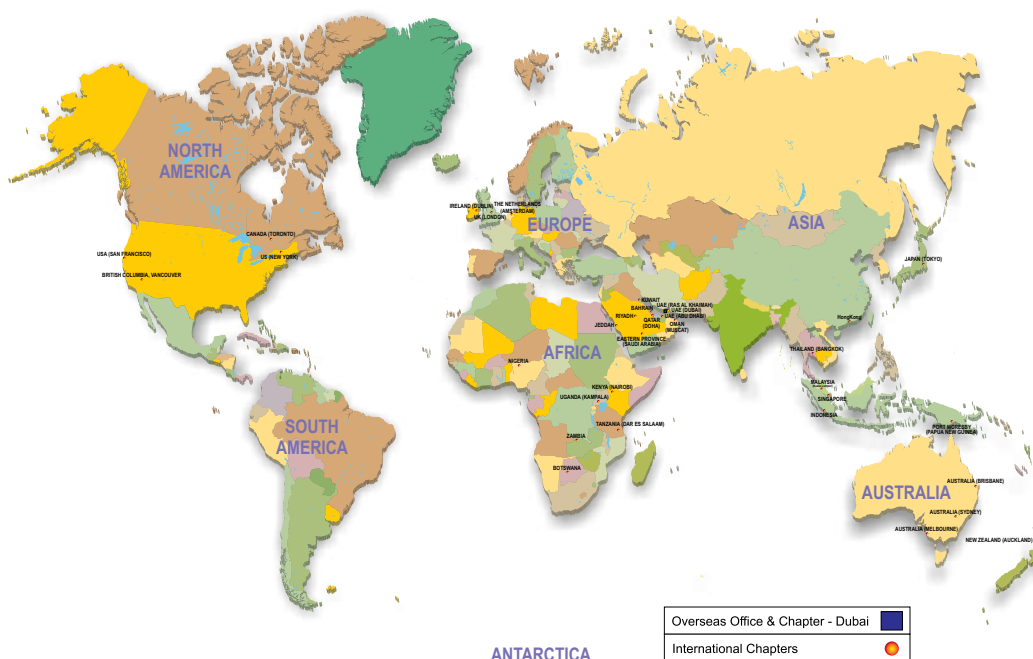 NORTH
AMERICA
CANADA (TORONTO)
USA (SAN FRANCISCO)
US (NEW YORK)
BRITISH COLUMBIA, VANCOUVER
IRELAND (DUBLIN)
THE NETHERLANDS
(AMSTERDAM)
UK (LONDON)
EUROPE
ASIA
JAPAN (TOKYO)
KUWAIT
BAHRAIN
UAE (RAS AL KHAIMAH)
UAE (DUBAI)
UAE (ABU DHABI)
RIYADH
QATAR
(DOHA)
OMAN
(MUSCAT)
JEDDAH
EASTERN PROVINCE
(SAUDI ARABIA)
HongKong
AFRICA
NIGERIA
THAILAND (BANGKOK)
KENYA (NAIROBI)
UGANDA (KAMPALA)
MALAYSIA
SINGAPORE
INDONESIA
TANZANIA (DAR ES SALAAM)
PORT MORESBY
(PAPUA NEW GUINEA)
SOUTH
AMERICA
ZAMBIA
BOTSWANA
AUSTRALIA
AUSTRALIA (BRISBANE)
AUSTRALIA (SYDNEY)
AUSTRALIA (MELBOURNE)
NEW ZEALAND (AUCKLAND)
Overseas Office & Chapter - Dubai
International Chapters
ANTARCTICA